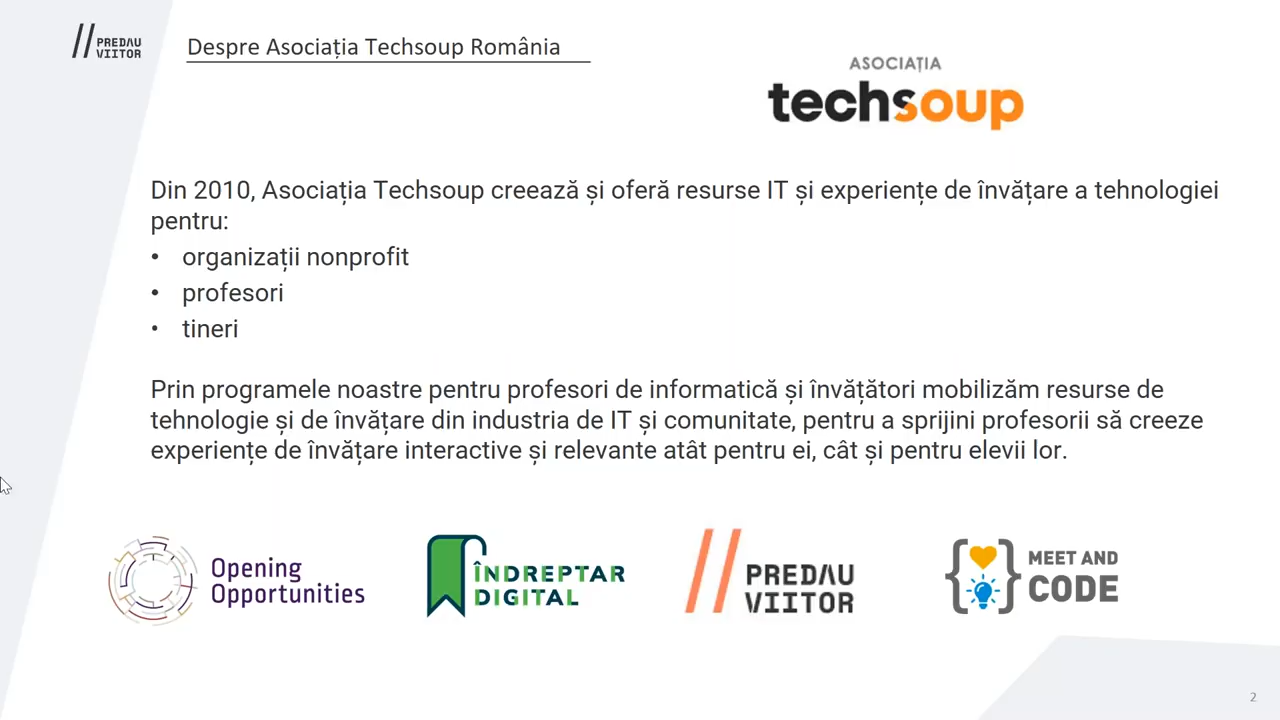 PREDAU
VIITOR
Despre Asociația Techsoup România
ASOCIAȚIA
techsoup
Din 2010, Asociația Techsoup creează și oferă resurse IT și experiențe de învățare a tehnologiei
pentru:
• organizații nonprofit
• profesori
• tineri
Prin programele noastre pentru profesori de informatică și învățători mobilizăm resurse de
tehnologie și de învățare din industria de IT și comunitate, pentru a sprijini profesorii să creeze
experiențe de învățare interactive și relevante atât pentru ei, cât și pentru elevii lor.
Opening
Opportunities
ÎNDREPTAR
DIGITAL
PREDAU
VIITOR
MEET AND
CODE
2